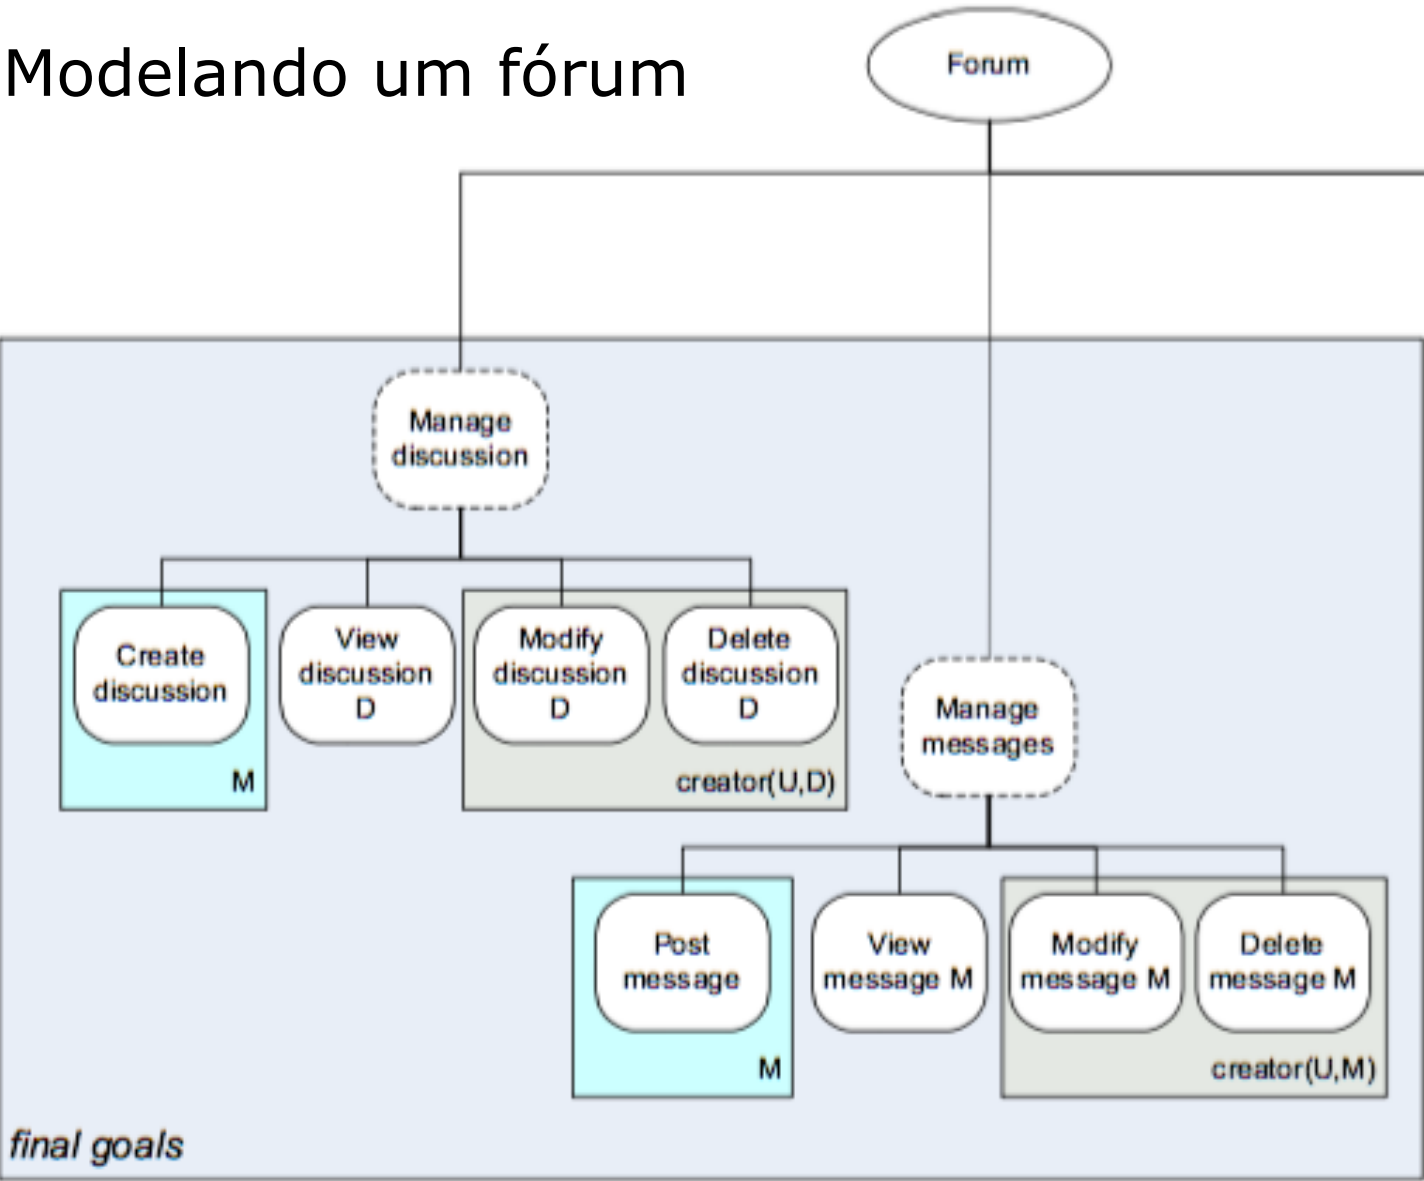 Modelando um fórum
Forum
Manage
discussion
Create
discussion
View
discussion
D
Modify
discussion
D
Delete
discussion
D
M
creator(U,D)
Manage
messages
Post
message
View
message M
Modify
message M
Delete
message M
M
creator(U,M)
final goals